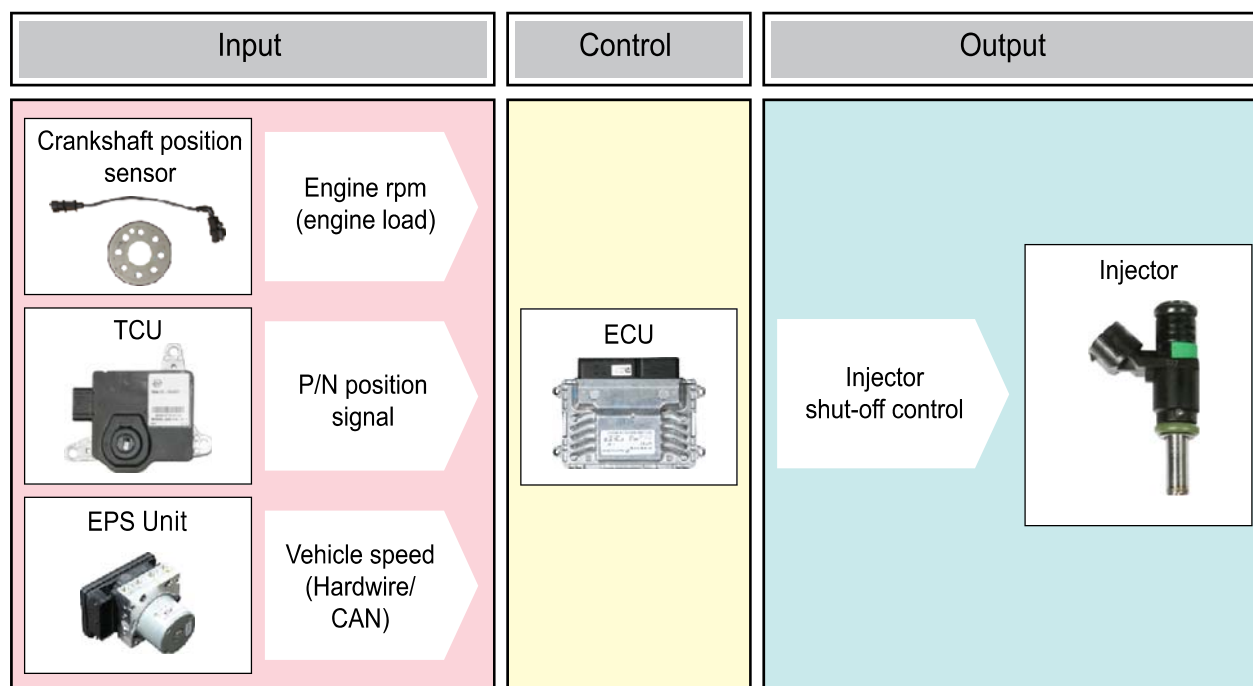 Input
Control
Output
Crankshaft position
sensor
Engine rpm
(engine load)
TCU
P/N position
signal
EPS Unit
Vehicle speed
(Hardwire/
CAN)
ECU
Injector
shut-off control
Injector